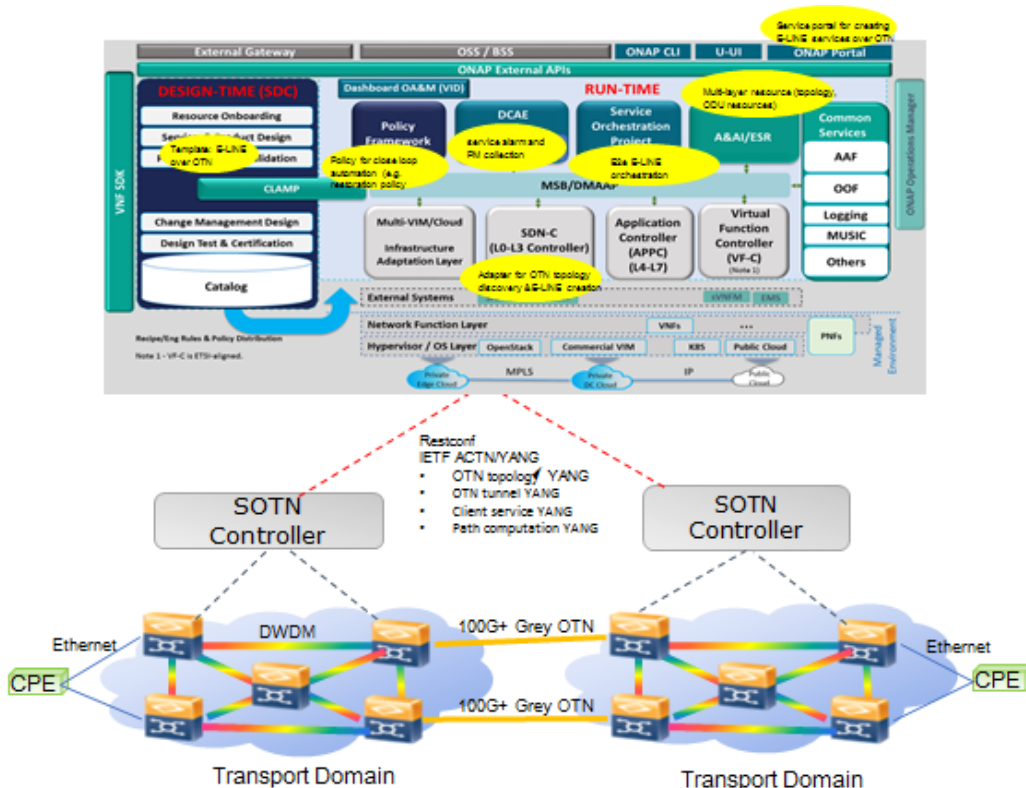 Service portal for creating
E-LINE services over OTN
External Gateway
OSS / BSS
ONAP CLI
U-UI
ONAP Portal
ONAP External APIs
VNF SDK
DESIGN-TIME (SDC)
Resource Onboarding
Template: E-LINE
over OTN
CLAMP
Change Management Design
Design Test & Certification
Catalog
Recipe/Eng Rules & Policy Distribution
Note 1 - VF-C is ETSI-aligned.
Dashboard OA&M (VID)
RUN-TIME
Policy
Framework
Policy for close loop
automation (e.g.
restoration policy
DCAE
service alarm and
PM collection
Service
Orchestration
Project
E2e E-LINE
orchestration
Multi-layer resource (topology,
ODU resources)
A&AI/ESR
MSB/DMAAP
Multi-VIM/Cloud
Infrastructure
Adaptation Layer
SDN-C
(L0-L3 Controller)
Adapter for OTN topology
discovery &E-LINE creation
Application
Controller
(APPC)
(L4-L7)
Virtual
Function
Controller
(VF-C)
(Note 1)
Common
Services
AAF
OOF
Logging
MUSIC
Others
ONAP Operations Manager
External Systems
sVNFM
EMS
Network Function Layer
VNFs
...
Hypervisor / OS Layer
OpenStack
Commercial VIM
K8S
Public Cloud
PNFs
Managed
Environment
Private
Edge Cloud
MPLS
Private
DC Cloud
IP
Public
Cloud
Restconf
IETF ACTN/YANG
• OTN topology YANG
• OTN tunnel YANG
• Client service YANG
• Path computation YANG
SOTN
Controller
SOTN
Controller
Ethernet
DWDM
100G+ Grey OTN
Ethernet
CPE
CPE
100G+ Grey OTN
Transport Domain
Transport Domain